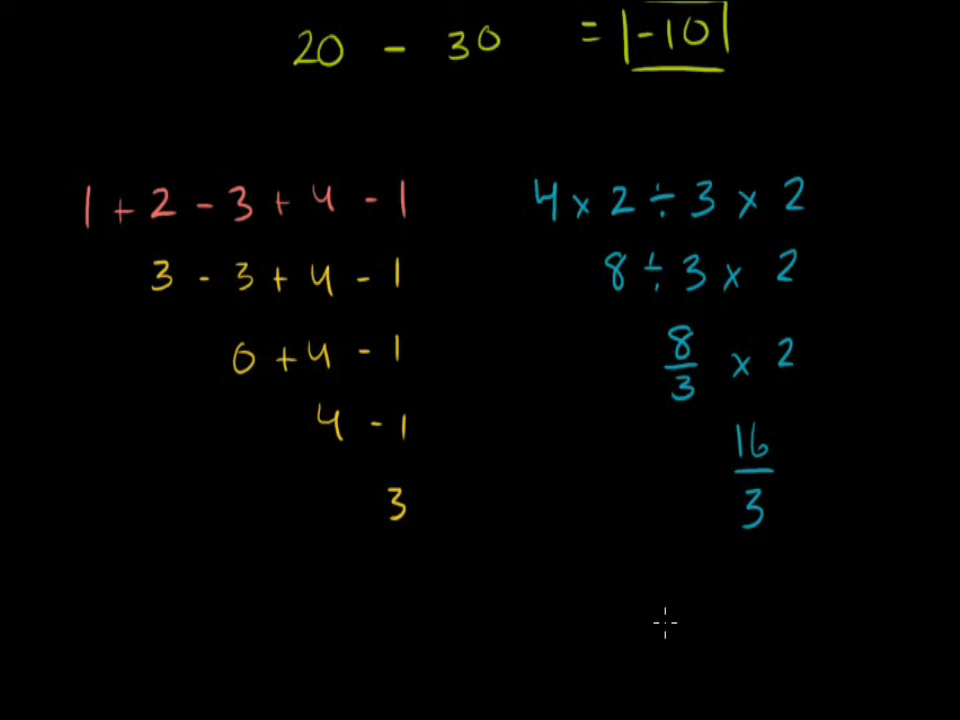 20 - 30 = -10
1 + 2 - 3 + 4 - 1
3 - 3 + 4 - 1
0 + 4 - 1
4 - 1
3
4 x 2 ÷ 3 x 2
8 ÷ 3 x 2
8/3 x 2
16/3